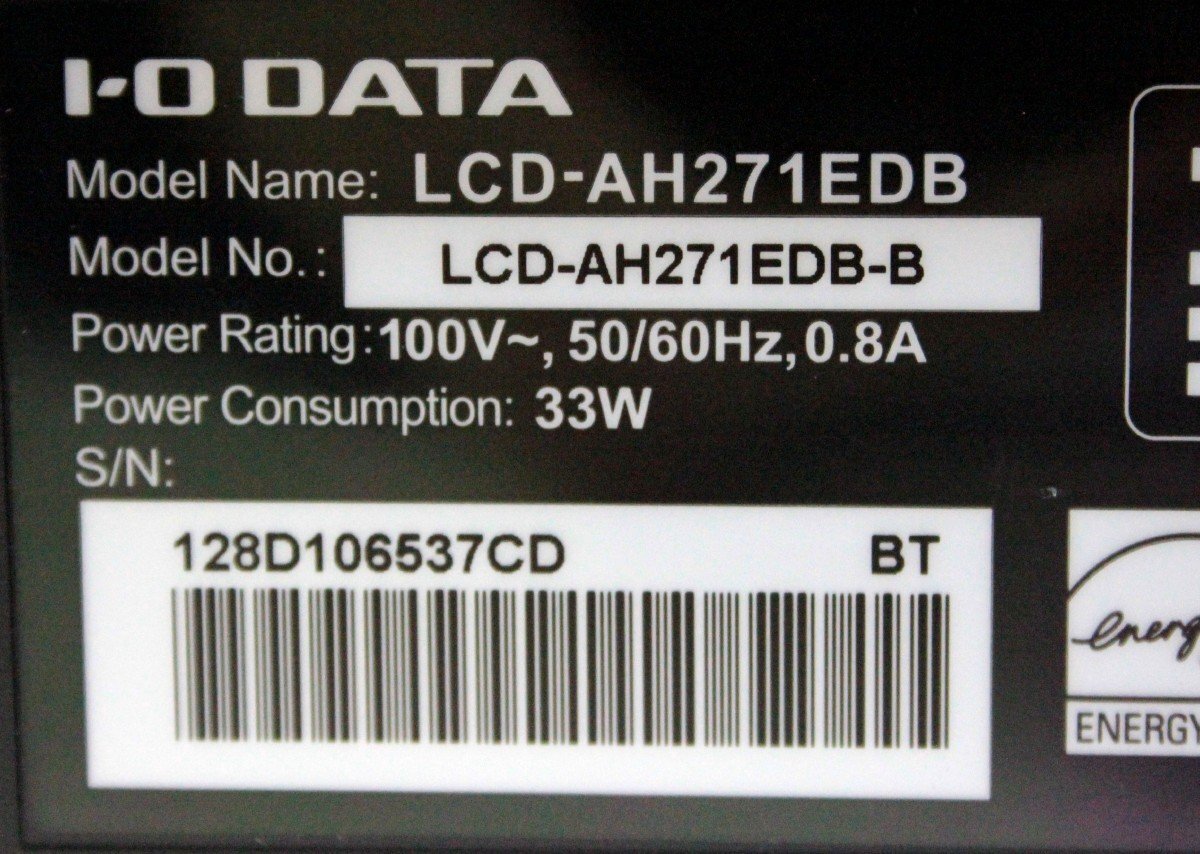 I-O DATA
Model Name: LCD-AH271EDB
Model No.: LCD-AH271EDB-B
Power Rating:100V~, 50/60Hz, 0.8A
Power Consumption: 33W
S/N:
128D106537CD BT
energy
ENERGY